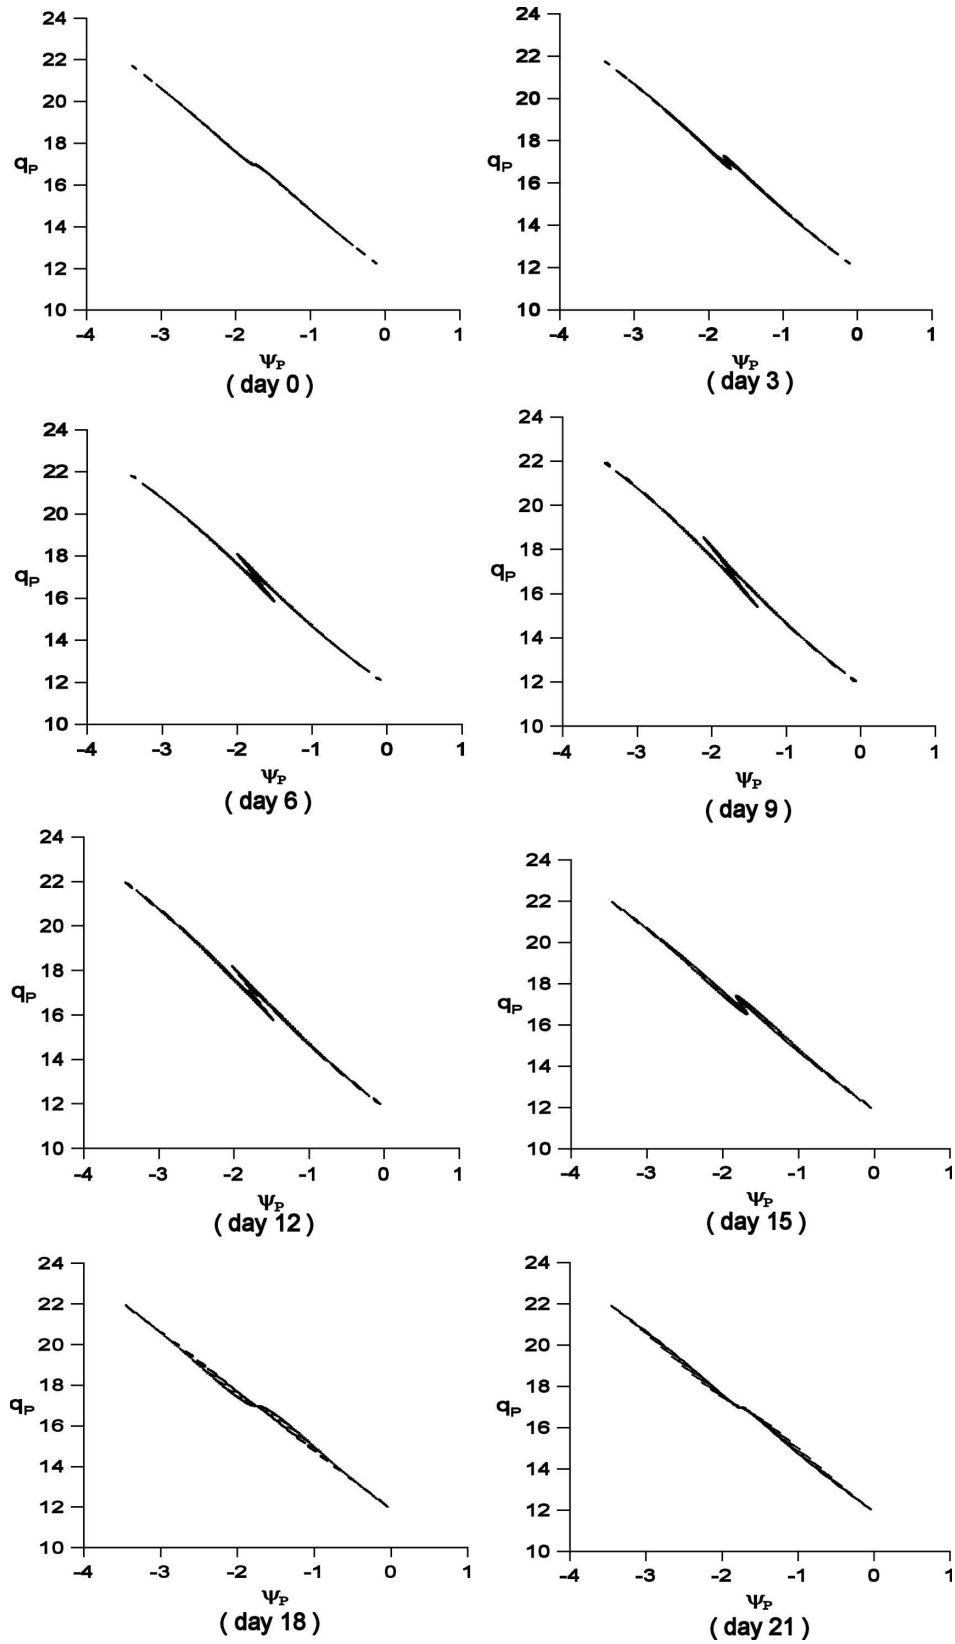 24
22
20
18
q_P
16
14
12
10
-4 -3 -2 -1 0 1
Ψ_P
( day 0 )
24
22
20
18
q_P
16
14
12
10
-4 -3 -2 -1 0 1
Ψ_P
( day 3 )
24
22
20
18
q_P
16
14
12
10
-4 -3 -2 -1 0 1
Ψ_P
( day 6 )
24
22
20
18
q_P
16
14
12
10
-4 -3 -2 -1 0 1
Ψ_P
( day 9 )
24
22
20
18
q_P
16
14
12
10
-4 -3 -2 -1 0 1
Ψ_P
( day 12 )
24
22
20
18
q_P
16
14
12
10
-4 -3 -2 -1 0 1
Ψ_P
( day 15 )
24
22
20
18
q_P
16
14
12
10
-4 -3 -2 -1 0 1
Ψ_P
( day 18 )
24
22
20
18
q_P
16
14
12
10
-4 -3 -2 -1 0 1
Ψ_P
( day 21 )